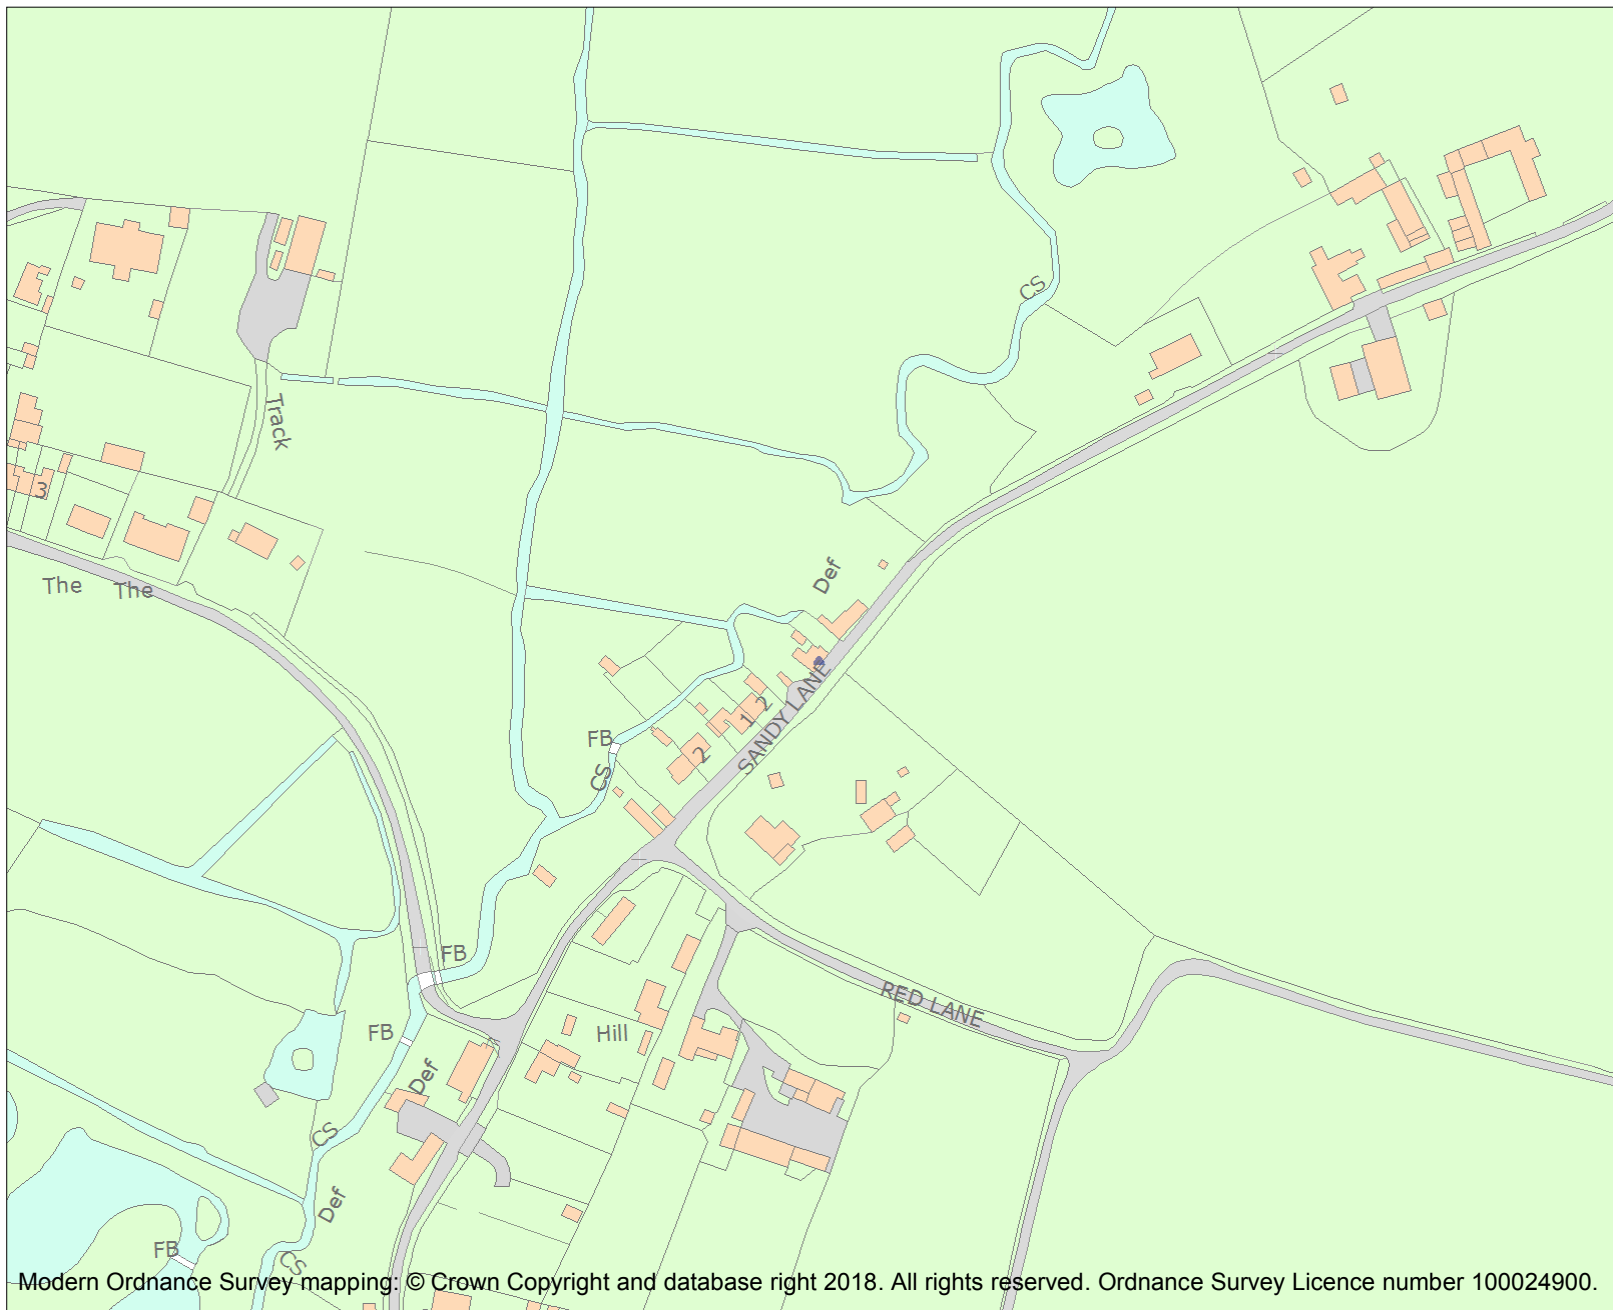 CS
Track
3
The
The
Def
SANDY LANE
1
2
2
FB
CS
FB
RED LANE
FB
Hill
Def
CS
Def
FB
CS
Modern Ordnance Survey mapping: © Crown Copyright and database right 2018. All rights reserved. Ordnance Survey Licence number 100024900.